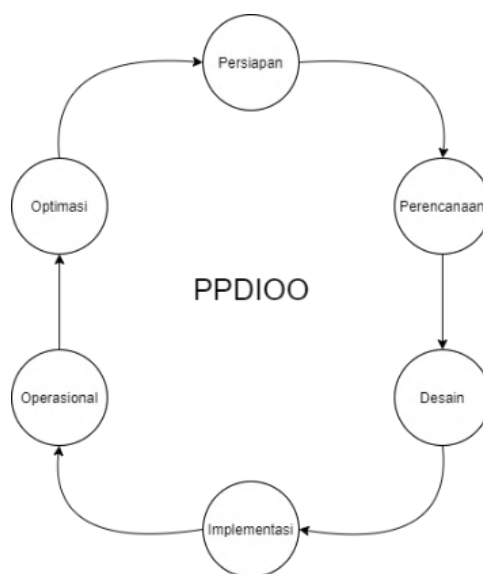 Persiapan
Optimasi
Perencanaan
PPDIOO
Operasional
Desain
Implementasi